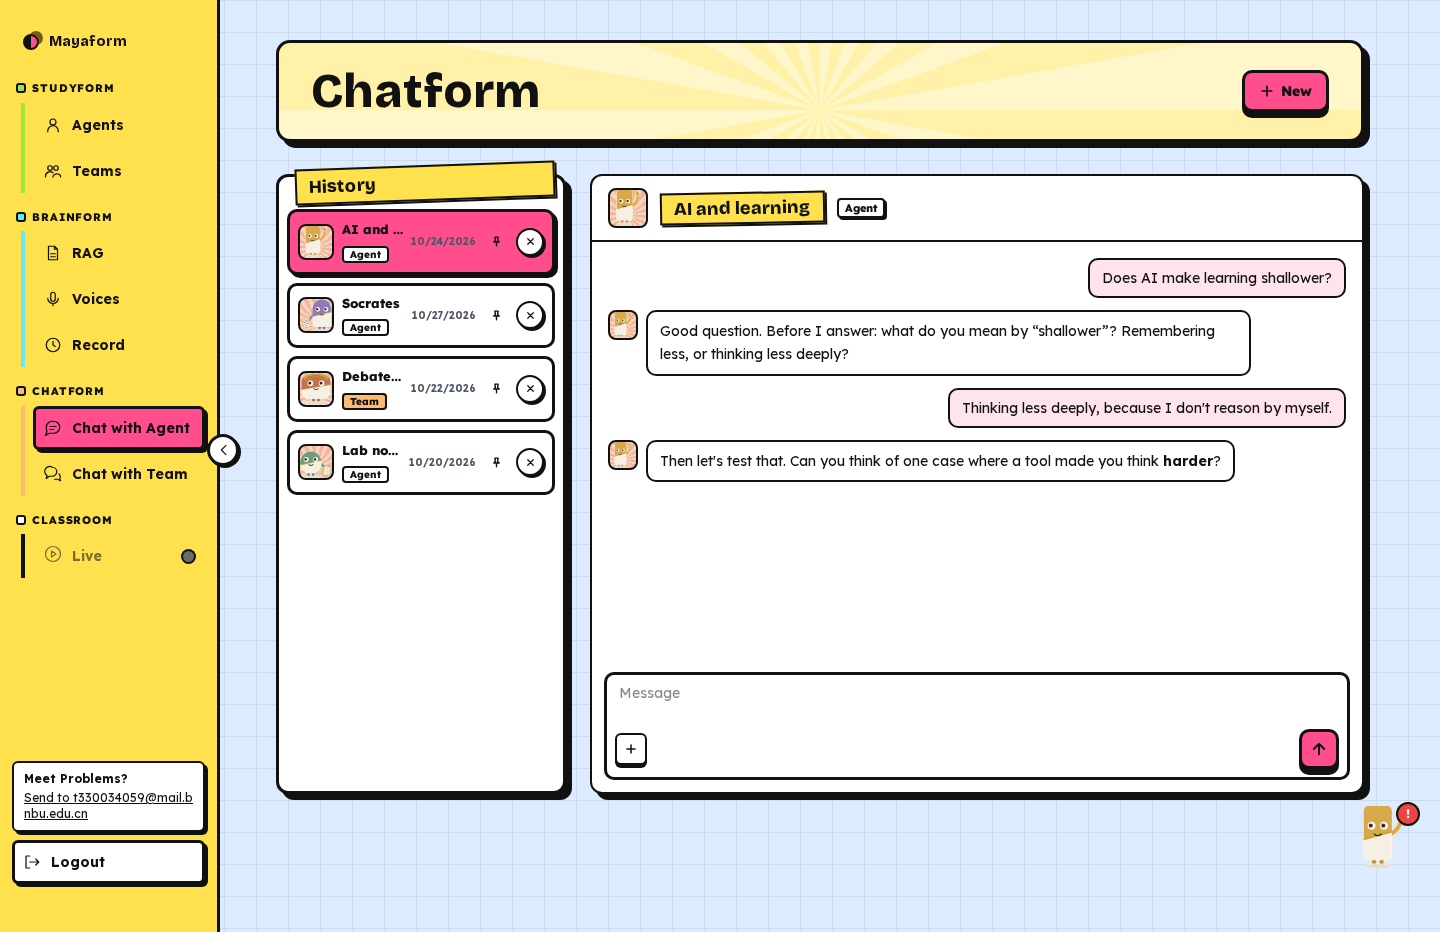 Mayaform
STUDYFORM
Agents
Teams
BRAINFORM
RAG
Voices
Record
CHATFORM
Chat with Agent
Chat with Team
CLASSROOM
Live
Meet Problems?
Send to t330034059@mail.b
nbu.edu.cn
Logout
Chatform
New
History
AI and ...
10/24/2026
Agent
Socrates
10/27/2026
Agent
Debate...
10/22/2026
Team
Lab no...
10/20/2026
Agent
AI and learning
Agent
Does AI make learning shallower?
Good question. Before I answer: what do you mean by “shallower”? Remembering
less, or thinking less deeply?
Thinking less deeply, because I don't reason by myself.
Then let's test that. Can you think of one case where a tool made you think harder?
Message
!